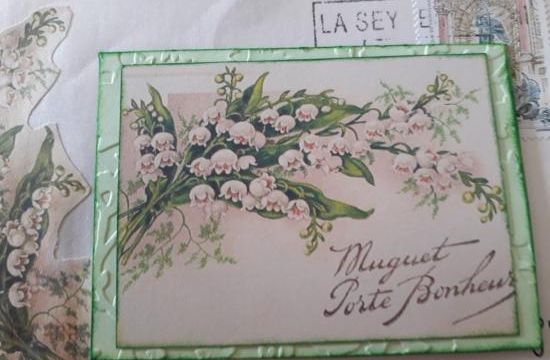 LA SEY E
Muguet
Porte Bonheur